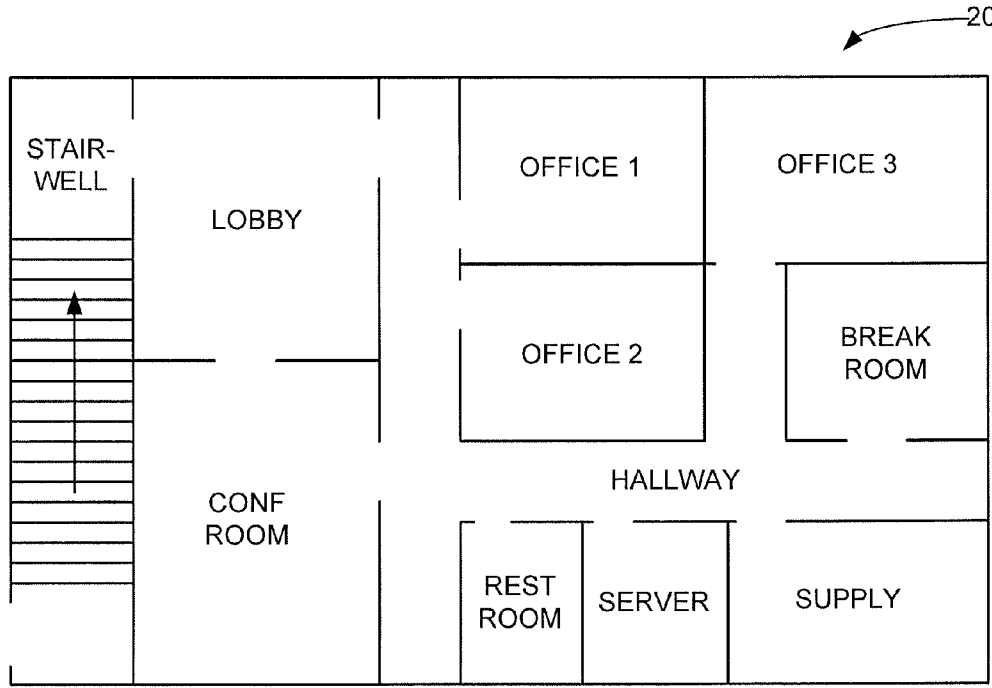 20
STAIR-
WELL
LOBBY
OFFICE 1
OFFICE 3
OFFICE 2
BREAK
ROOM
CONF
ROOM
HALLWAY
REST
ROOM
SERVER
SUPPLY